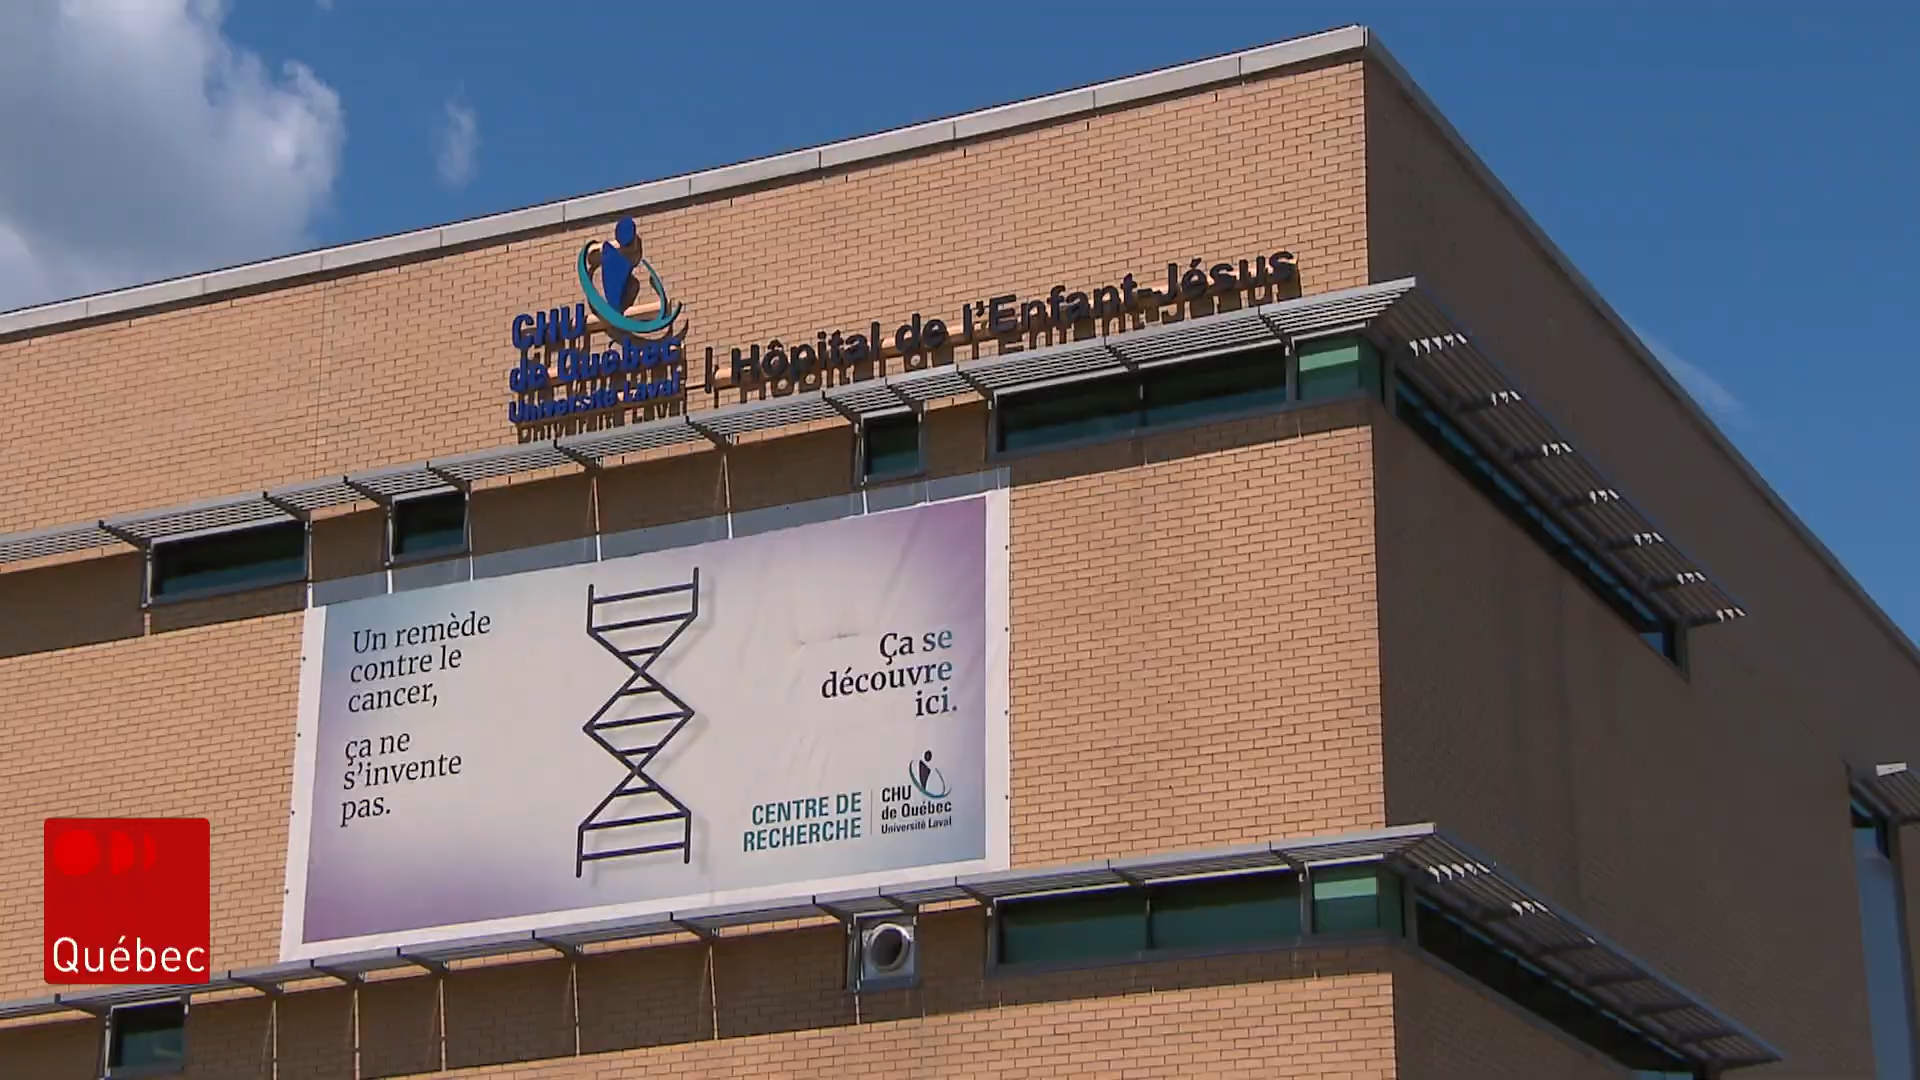 CHU
de Québec
Université Laval
| Hôpital de l'Enfant-Jésus
Un remède
contre le
cancer,
ça ne
s'invente
pas.
Ça se
découvre
ici.
CENTRE DE
RECHERCHE
CHU
de Québec
Université Laval
Québec